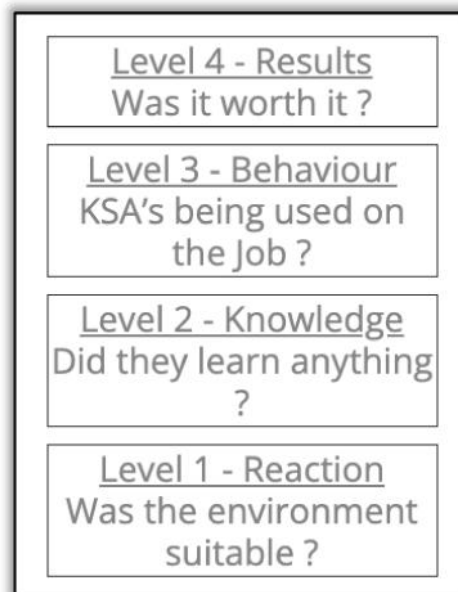 Level 4 - Results
Was it worth it ?
Level 3 - Behaviour
KSA's being used on
the Job ?
Level 2 - Knowledge
Did they learn anything
?
Level 1 - Reaction
Was the environment
suitable ?